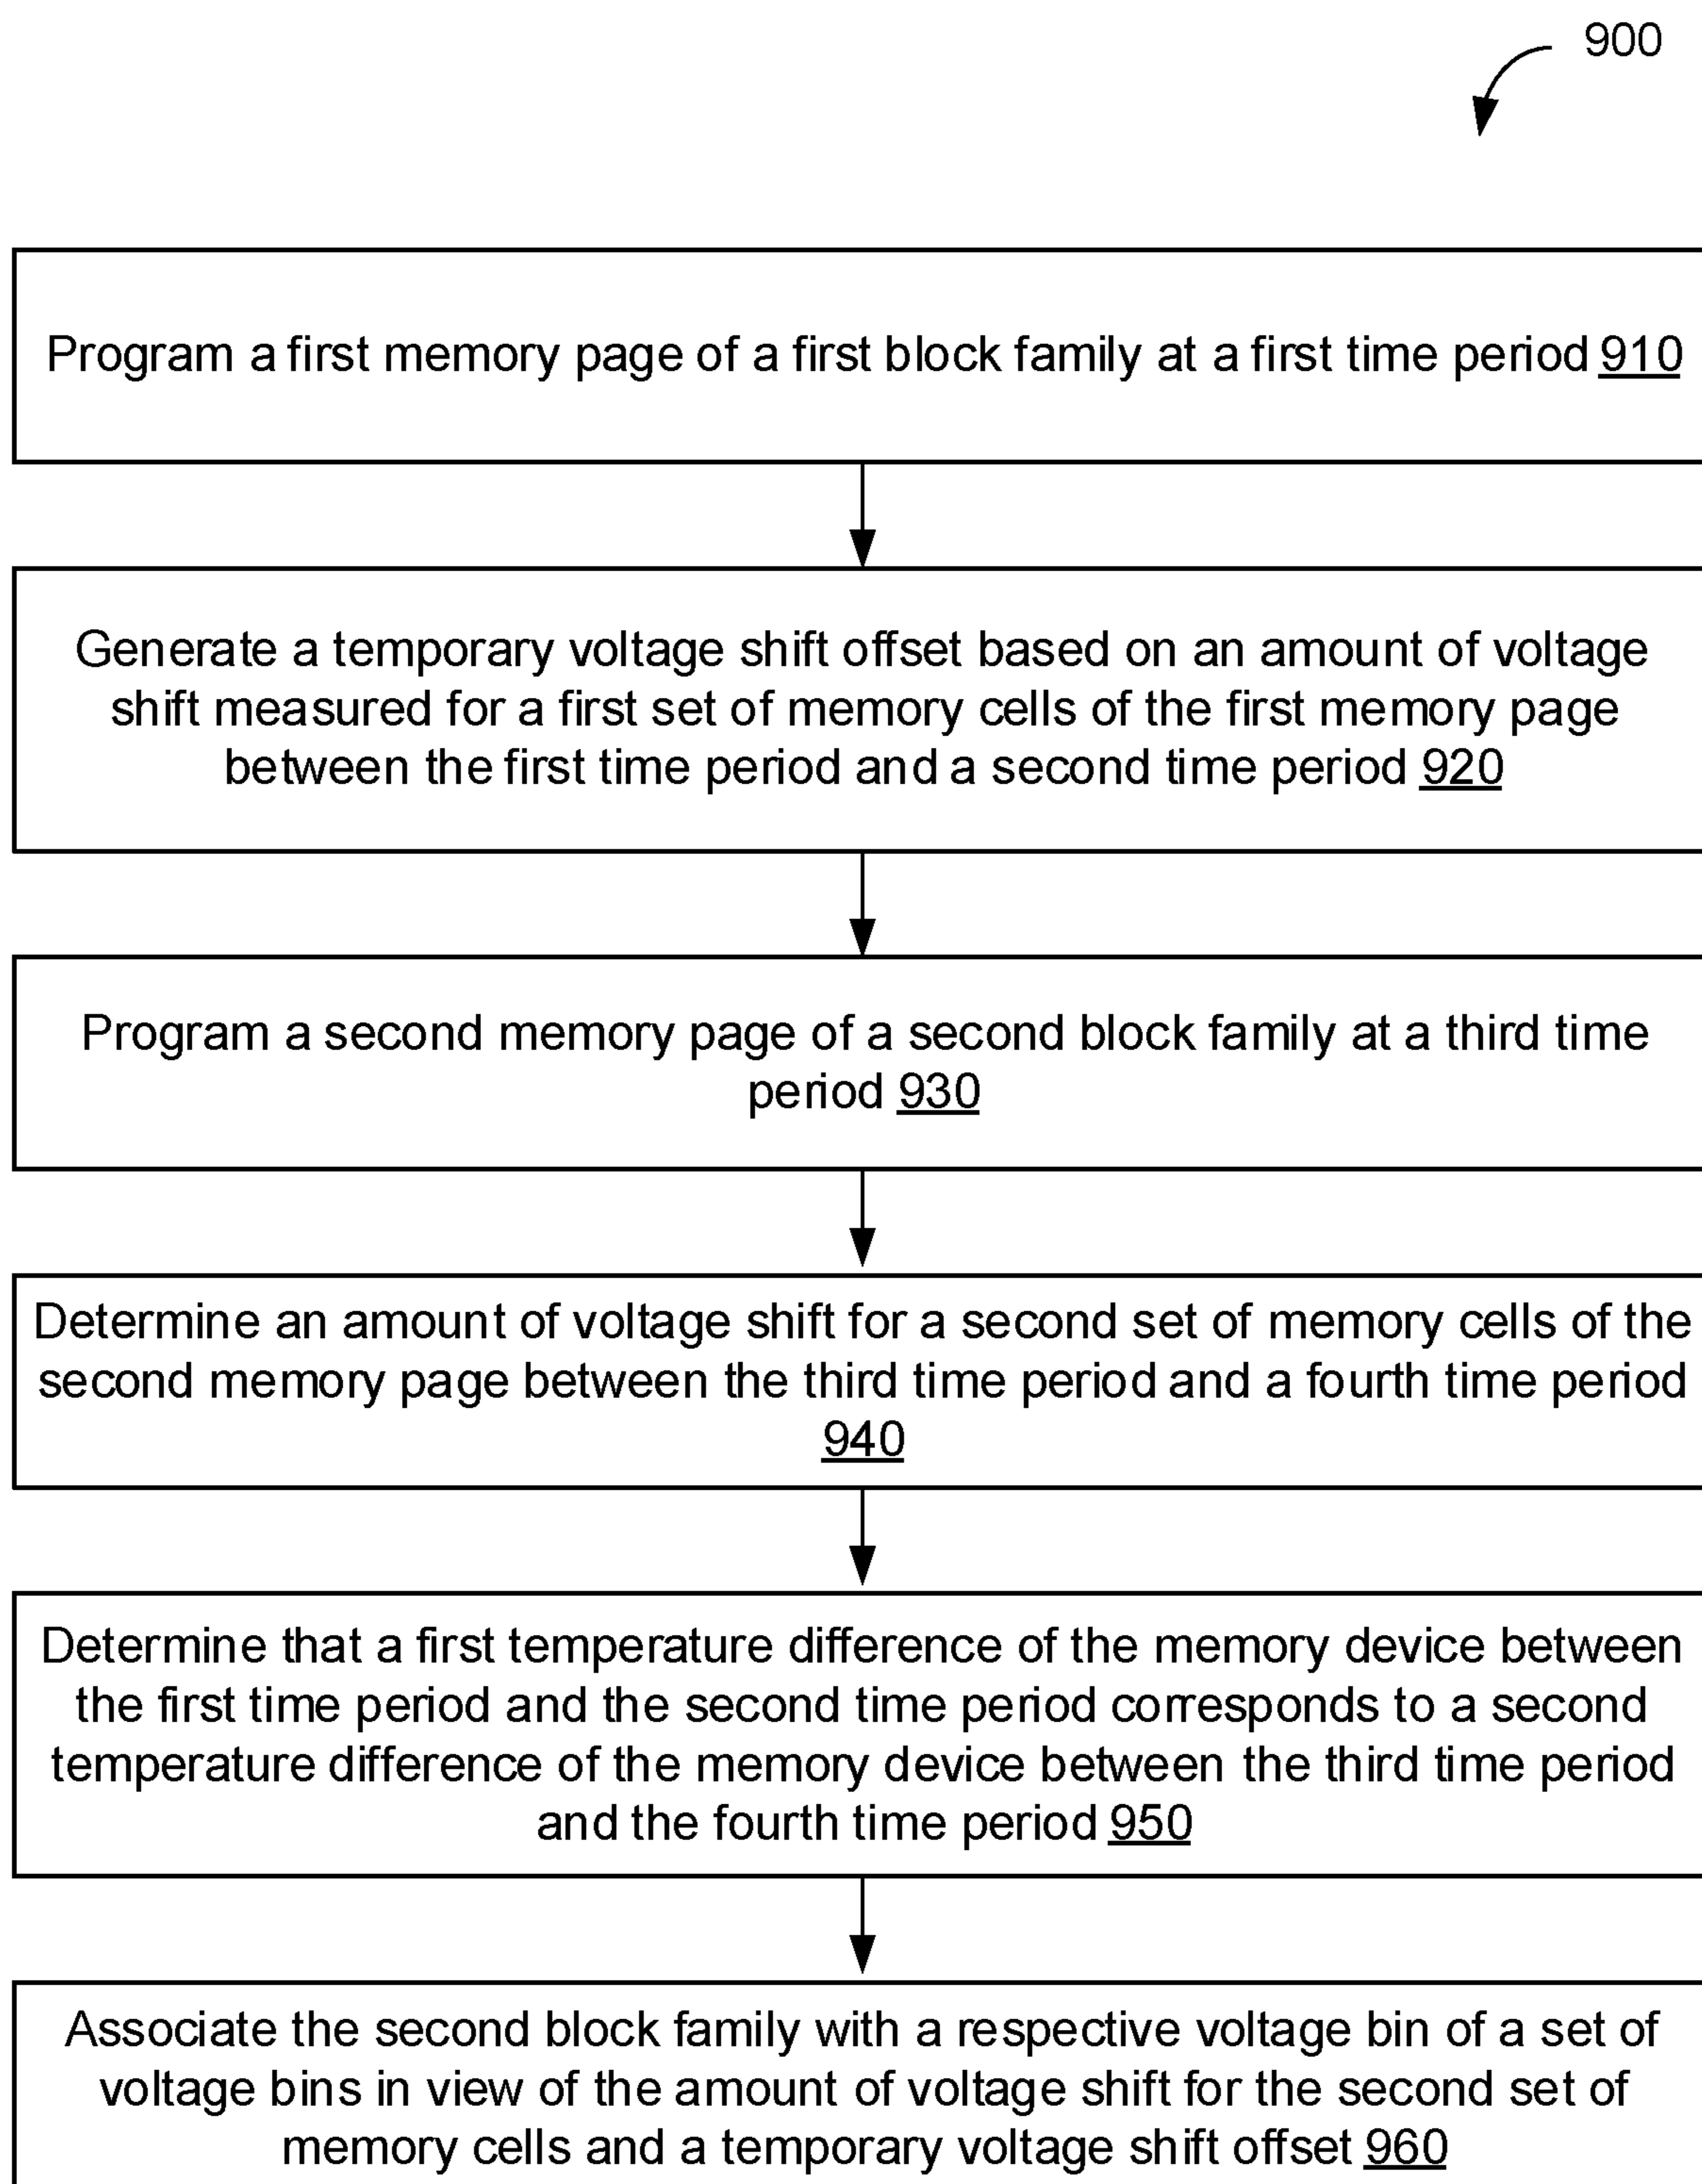 900
Program a first memory page of a first block family at a first time period 910
Generate a temporary voltage shift offset based on an amount of voltage
shift measured for a first set of memory cells of the first memory page
between the first time period and a second time period 920
Program a second memory page of a second block family at a third time
period 930
Determine an amount of voltage shift for a second set of memory cells of the
second memory page between the third time period and a fourth time period
940
Determine that a first temperature difference of the memory device between
the first time period and the second time period corresponds to a second
temperature difference of the memory device between the third time period
and the fourth time period 950
Associate the second block family with a respective voltage bin of a set of
voltage bins in view of the amount of voltage shift for the second set of
memory cells and a temporary voltage shift offset 960